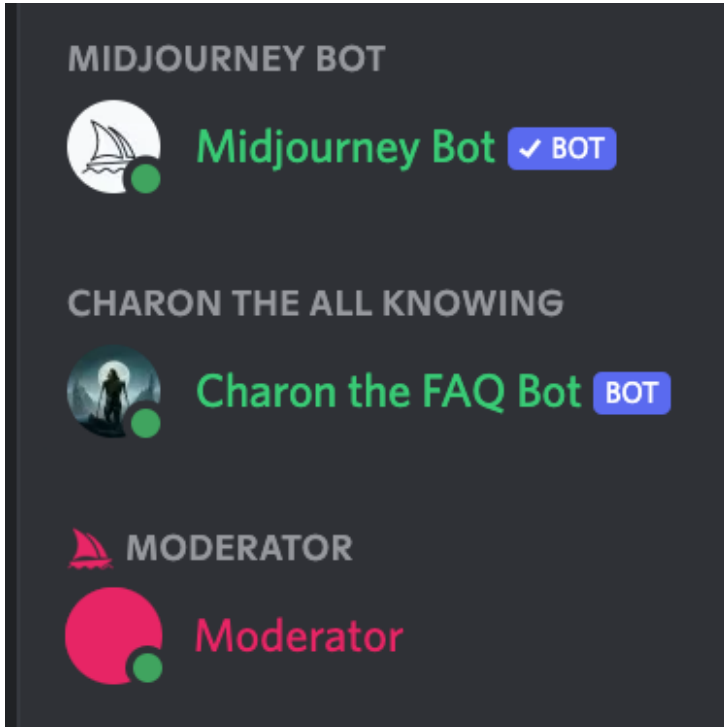 MIDJOURNEY BOT
Midjourney Bot ✓ BOT
CHARON THE ALL KNOWING
Charon the FAQ Bot BOT
MODERATOR
Moderator